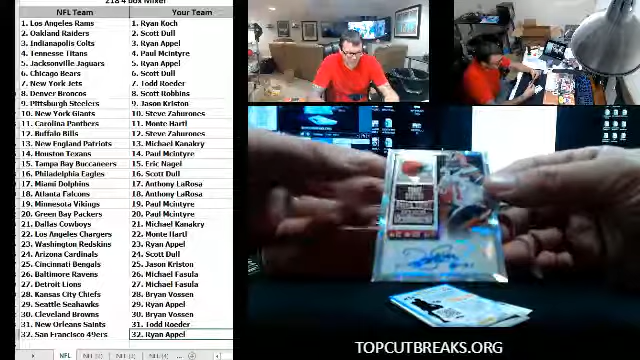 218 4 Box Mixer
NFL Team Your Team
1. Los Angeles Rams 1. Ryan Koch
2. Oakland Raiders 2. Scott Dull
3. Indianapolis Colts 3. Ryan Appel
4. Tennesse Titans 4. Paul Mcintyre
5. Jacksonville Jaguars 5. Ryan Appel
6. Chicago Bears 6. Scott Dull
7. New York Jets 7. Todd Roeder
8. Denver Broncos 8. Scott Robbins
9. Pittsburgh Steelers 9. Jason Kriston
10. New York Giants 10. Steve Zahurones
11. Carolina Panthers 11. Monte Hartl
12. Buffalo Bills 12. Steve Zahurones
13. New England Patriots 13. Michael Kanakry
14. Houston Texans 14. Paul Mcintyre
15. Tampa Bay Buccaneers 15. Eric Nagel
16. Philadelphia Eagles 16. Scott Dull
17. Miami Dolphins 17. Anthony LaRosa
18. Atlanta Falcons 18. Anthony LaRosa
19. Minnesota Vikings 19. Paul Mcintyre
20. Green Bay Packers 20. Paul Mcintyre
21. Dallas Cowboys 21. Michael Kanakry
22. Los Angeles Chargers 22. Monte Hartl
23. Washington Redskins 23. Ryan Appel
24. Arizona Cardinals 24. Scott Dull
25. Cincinnati Bengals 25. Jason Kriston
26. Baltimore Ravens 26. Michael Fasula
27. Detroit Lions 27. Michael Fasula
28. Kansas City Chiefs 28. Bryan Vossen
29. Seattle Seahawks 29. Ryan Appel
30. Cleveland Browns 30. Bryan Vossen
31. New Orleans Saints 31. Todd Roeder
32. San Francisco 49ers 32. Ryan Appel
NFL
TOPCUTBREAKS.ORG